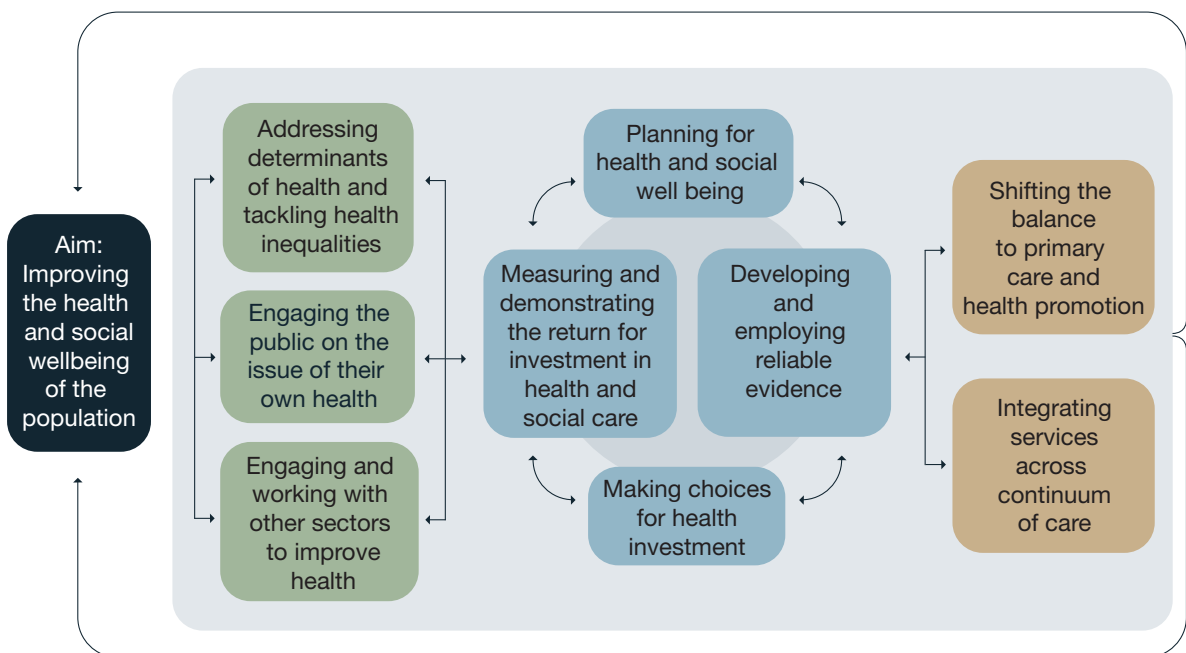 Aim:
Improving
the health
and social
wellbeing
of the
population
Addressing
determinants
of health and
tackling health
inequalities
Engaging the
public on the
issue of their
own health
Engaging and
working with
other sectors
to improve
health
Planning for
health and social
well being
Measuring and
demonstrating
the return for
investment in
health and
social care
Developing
and
employing
reliable
evidence
Making choices
for health
investment
Shifting the
balance
to primary
care and
health promotion
Integrating
services
across
continuum
of care